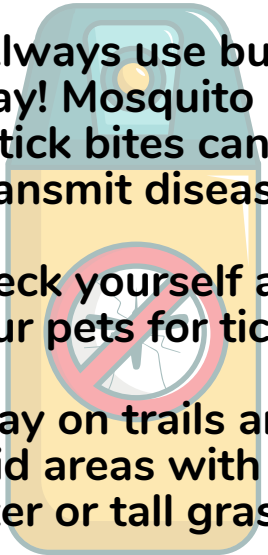 lways use bu
ay! Mosquito
tick bites can
ansmit diseas
eck yourself a
ur pets for tic
ay on trails a
id areas with
er or tall gras